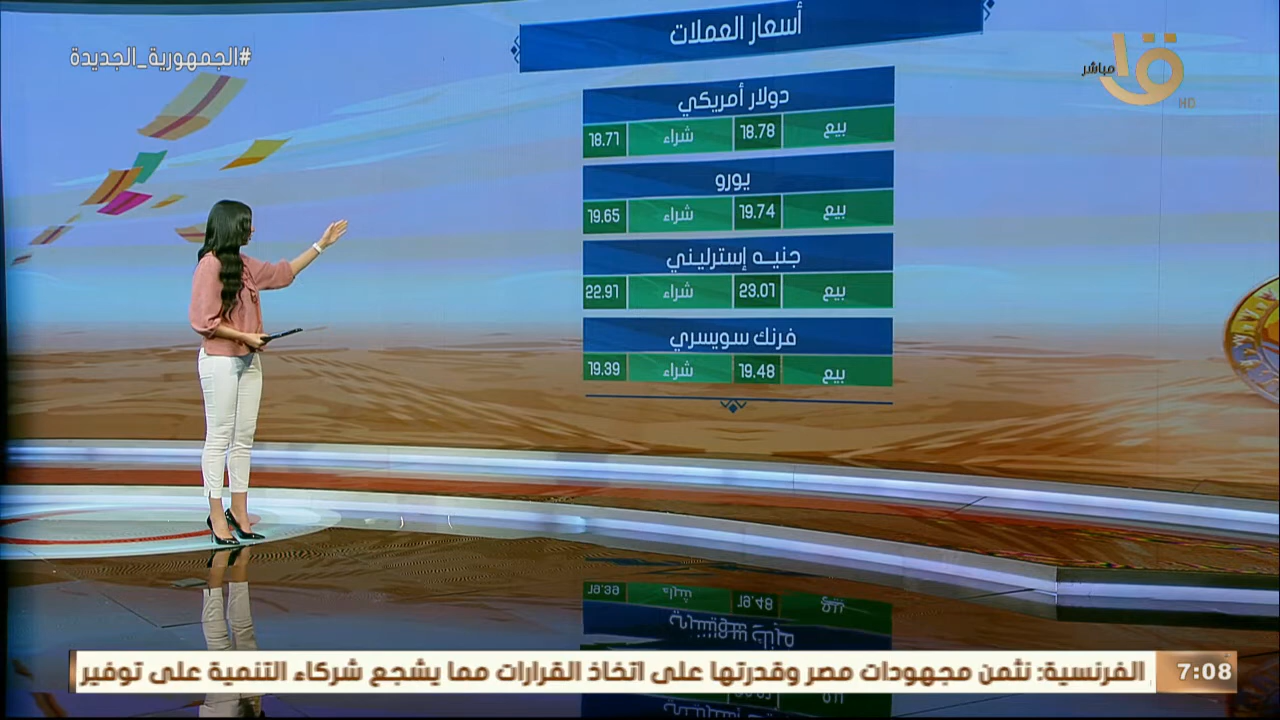 #الجمهورية_الجديدة
مباشر
HD
أسعار العملات
دولار أمريكي
بيع 18.78 شراء 18.71
يورو
بيع 19.74 شراء 19.65
جنيه إسترليني
بيع 23.01 شراء 22.91
فرنك سويسري
بيع 19.48 شراء 19.39
7:08 الفرنسية: نثمن مجهودات مصر وقدرتها على اتخاذ القرارات مما يشجع شركاء التنمية على توفير